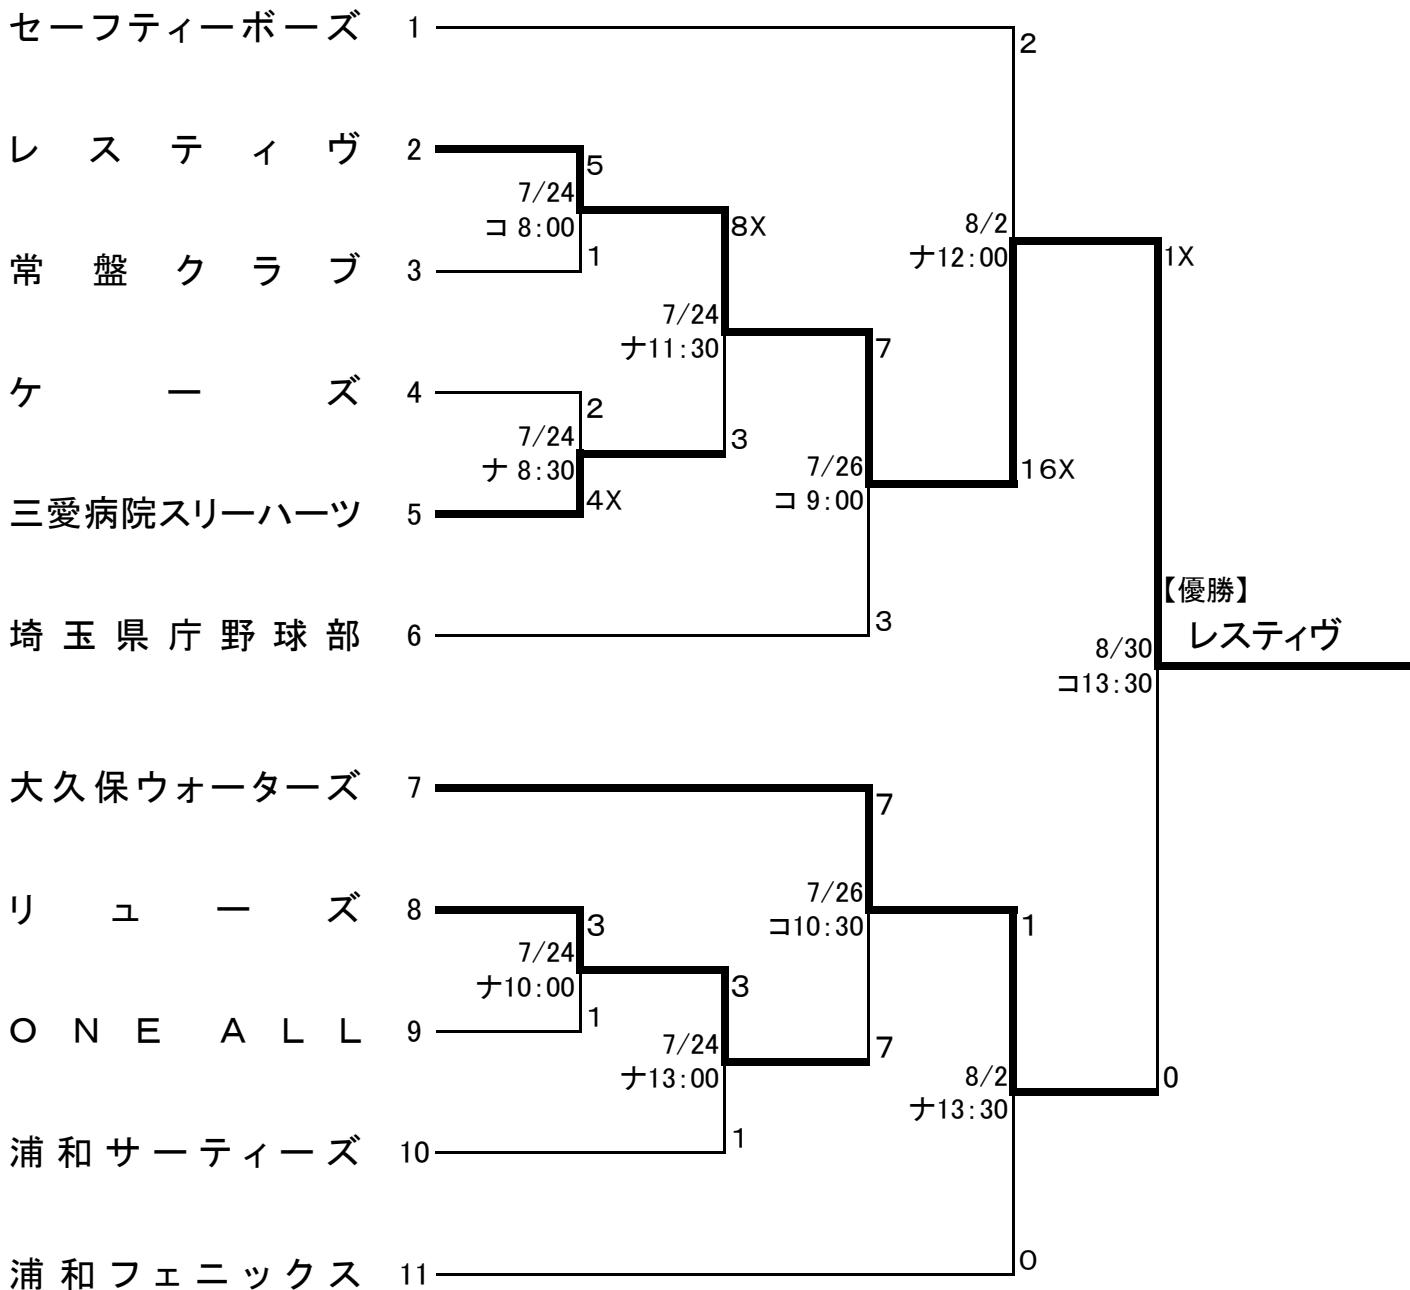 セーフティーボーズ 1
2
レスティヴ 2
5
7/24
コ 8:00
8X
8/2
ナ12:00
1X
常盤クラブ 3
1
7/24
ナ11:30
7
ケーズ 4
2
7/24
ナ 8:30
3
7/26
コ 9:00
16X
三愛病院スリーハーツ 5
4X
【優勝】
レスティヴ
埼玉県庁野球部 6
3
8/30
コ13:30
大久保ウォーターズ 7
7
リューズ 8
3
7/26
コ10:30
1
7/24
ナ10:00
3
ONE ALL 9
1
7/24
ナ13:00
7
8/2
ナ13:30
0
浦和サーティーズ 10
1
浦和フェニックス 11
0